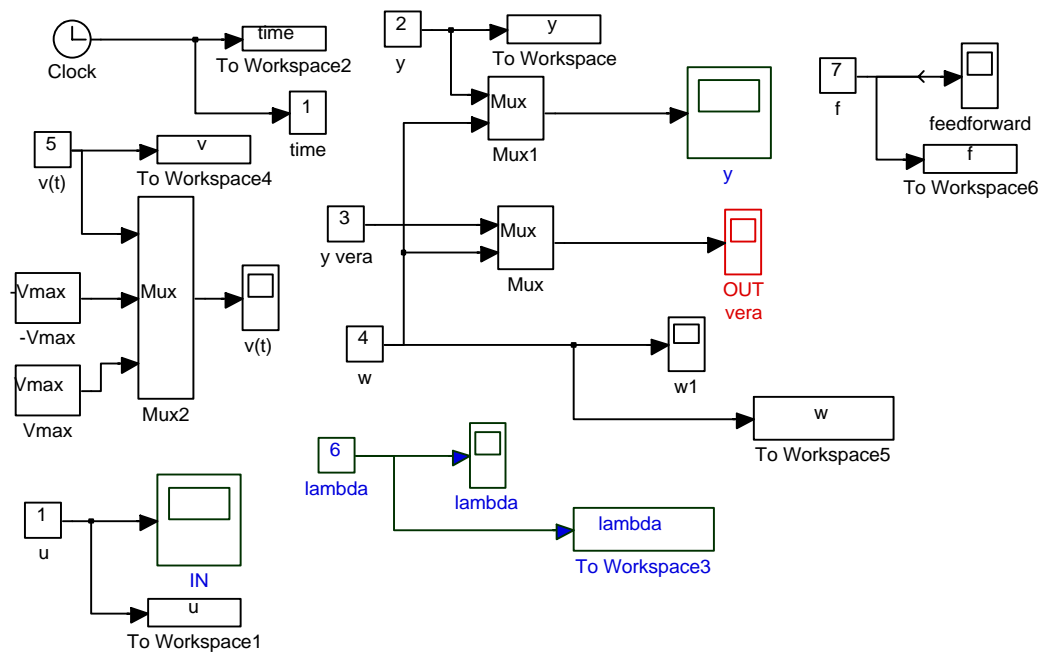 time
To Workspace2
Clock
1
time
5
v(t)
v
To Workspace4
-Vmax
-Vmax
Vmax
Vmax
Mux
Mux2
v(t)
1
u
IN
u
To Workspace1
2
y
y
To Workspace
Mux
Mux1
y
3
y vera
Mux
Mux
OUT
vera
4
w
w1
w
To Workspace5
6
lambda
lambda
lambda
To Workspace3
7
f
feedforward
f
To Workspace6